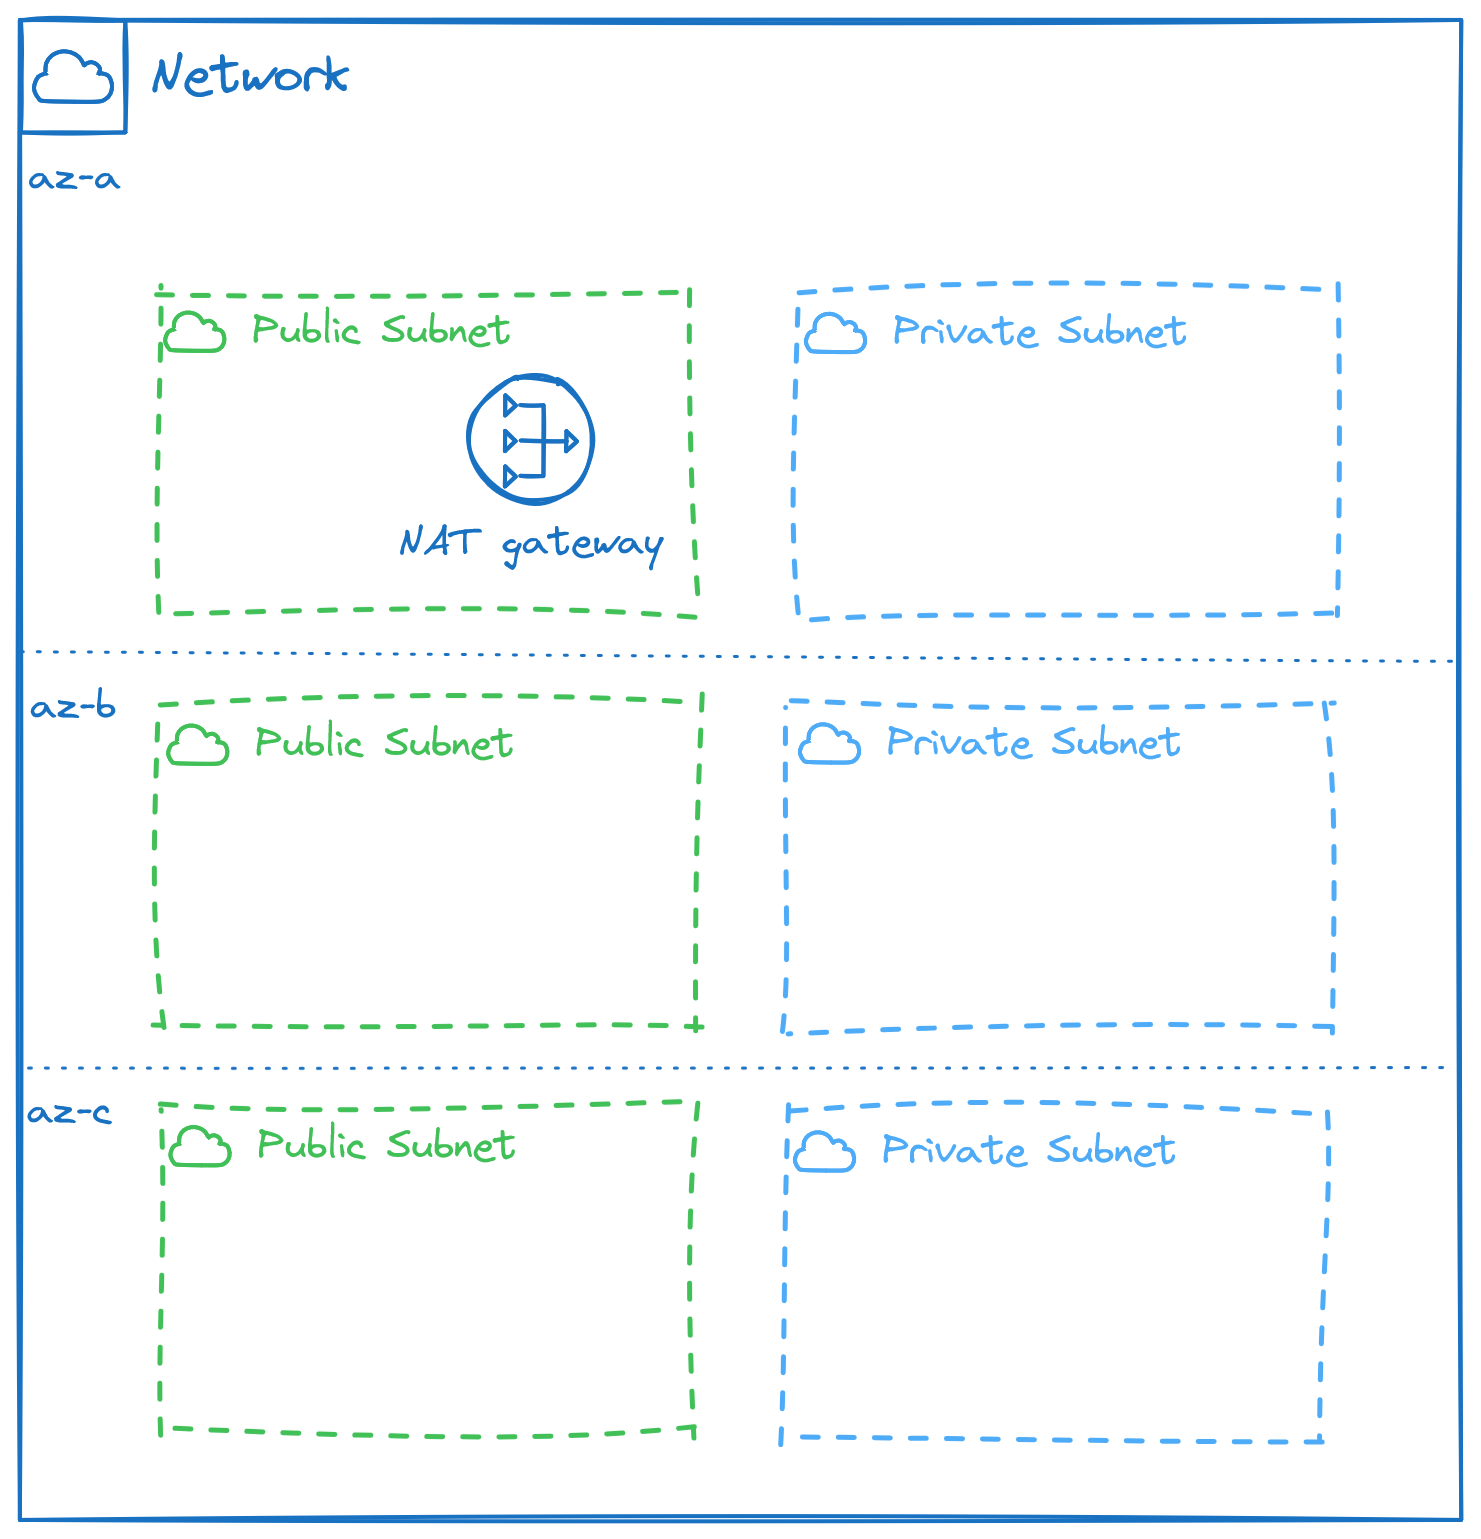 Network
az-a
Public Subnet
Private Subnet
NAT gateway
az-b
Public Subnet
Private Subnet
az-c
Public Subnet
Private Subnet